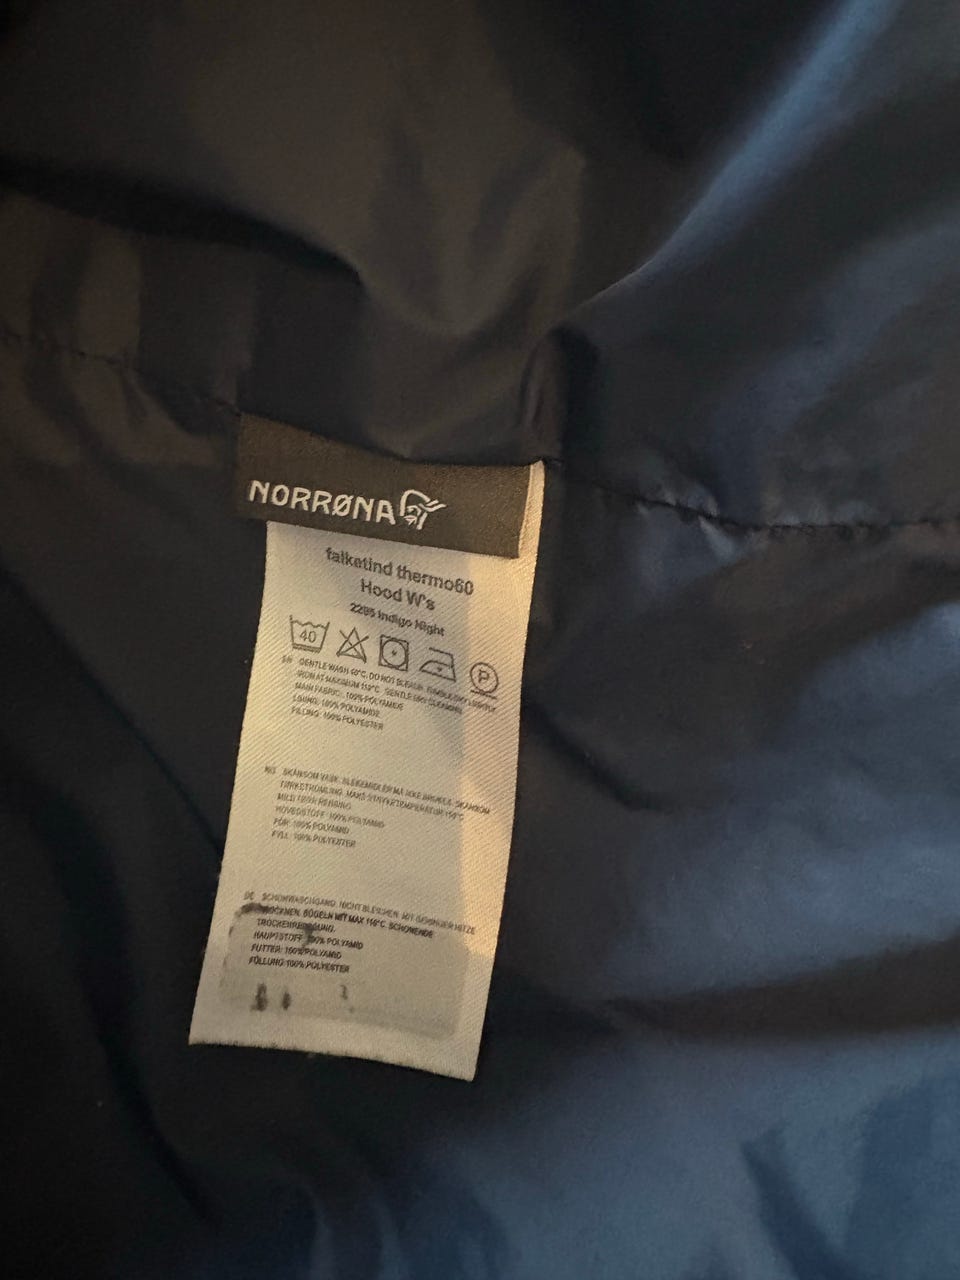 NORRØNA
falketind thermo60
Hood W's
2295 Indigo Night
40
P
EN GENTLE WASH 40°C. DO NOT BLEACH. TUMBLE DRY LIGHTLY.
IRON AT MAXIMUM 110°C. GENTLE DRY CLEANING
MAIN FABRIC: 100% POLYAMIDE
LINING: 100% POLYAMIDE
FILLING: 100% POLYESTER
NO SKÅNSOM VASK. BLEKEMIDLER MÅ IKKE BRUKES. SKÅNSOM
TØRKETROMLING. MAKS STRYKETEMPERATUR 110°C
MILD TØRR RENSING.
HOVEDSTOFF: 100% POLYAMID
FÔR: 100% POLYAMID
FYLL: 100% POLYESTER
DE SCHONWASCHGANG. NICHT BLEICHEN. MIT GERINGER HITZE
TROCKNEN. BÜGELN MIT MAX 110°C. SCHONENDE
TROCKENREINIGUNG.
HAUPTSTOFF: 100% POLYAMID
FUTTER: 100% POLYAMID
FÜLLUNG: 100% POLYESTER